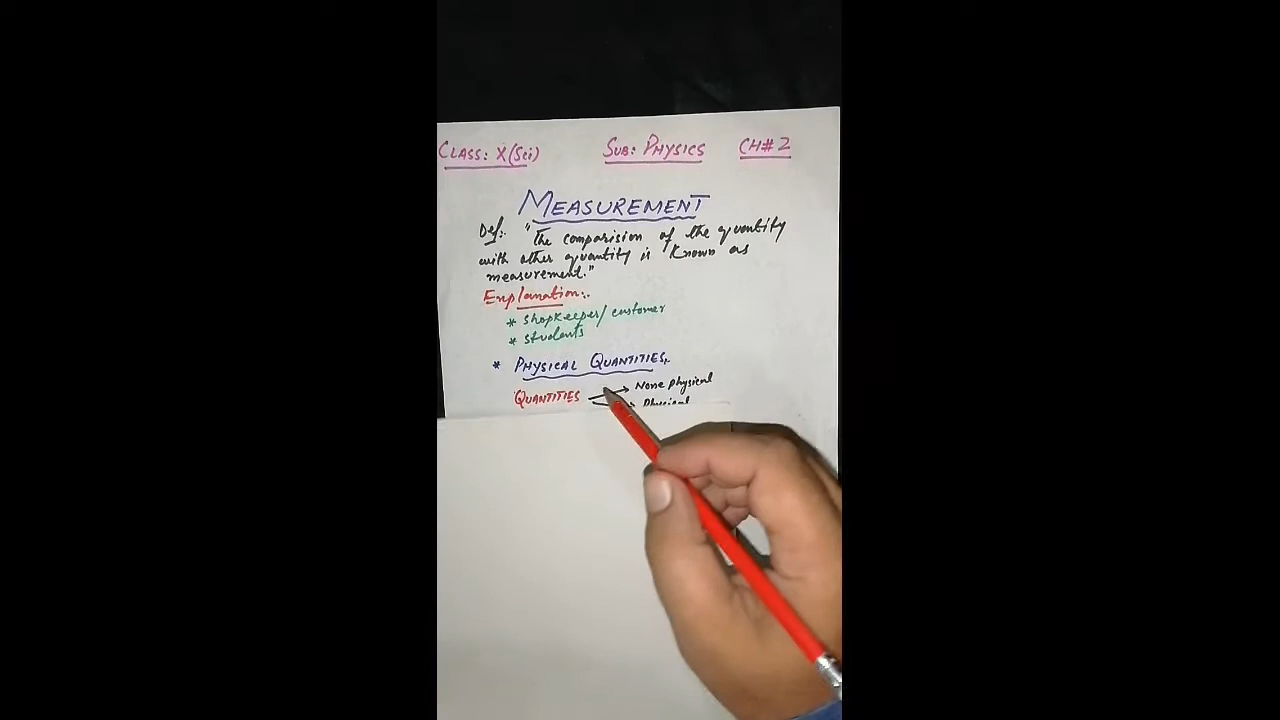 CLASS: X(Sci) SUB: PHYSICS CH# 2
MEASUREMENT
Def:. "The comparision of the quantity
with other quantity is known as
measurement."
Explanation:.
* shopkeeper/ customer
* students
* PHYSICAL QUANTITIES:.
QUANTITIES → None physical
→ Physical